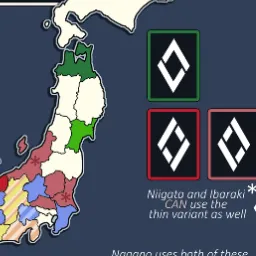 Niigata and Ibaraki *
CAN use the
thin variant as well
Nagano uses both of these